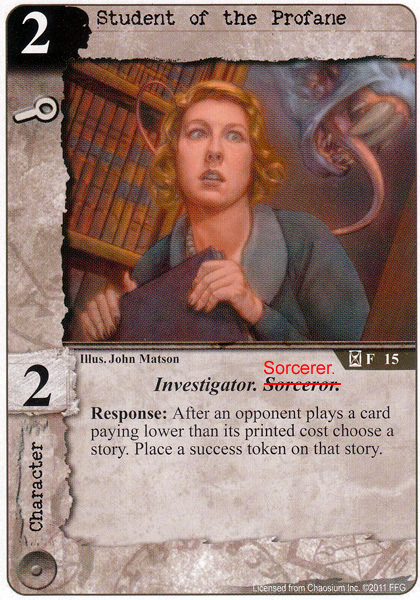 2
Student of the Profane
Illus. John Matson
F 15
2
Sorcerer.
Investigator. Sorceror.
Response: After an opponent plays a card
paying lower than its printed cost choose a
story. Place a success token on that story.
Character
Licensed from Chaosium Inc. ©2011 FFG